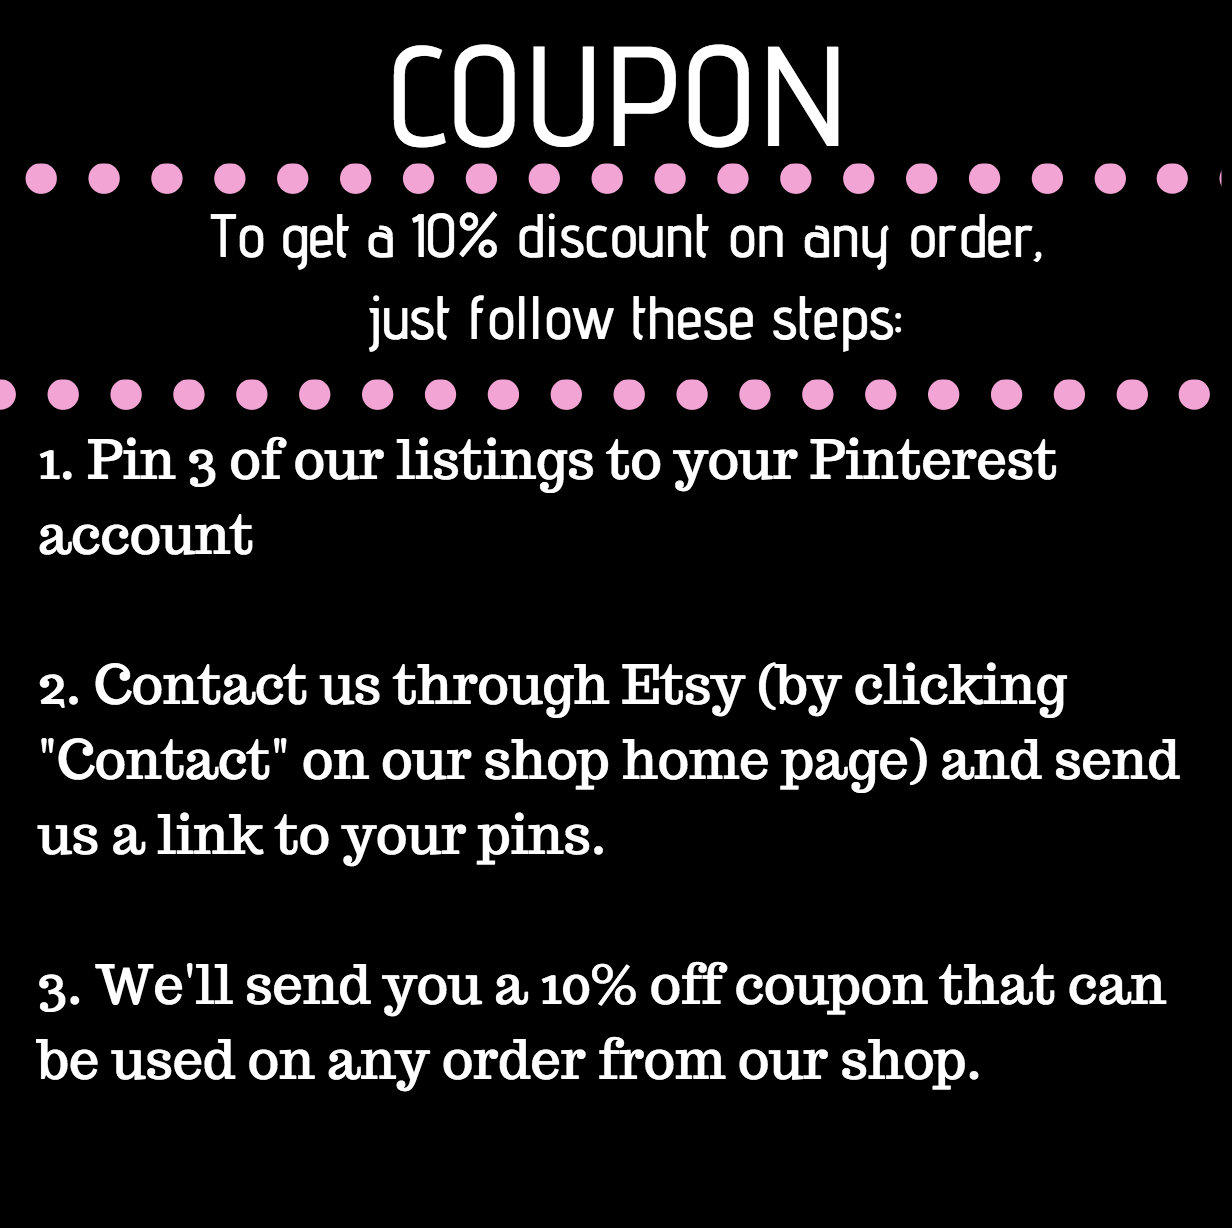 COUPON
To get a 10% discount on any order,
just follow these steps:
1. Pin 3 of our listings to your Pinterest
account
2. Contact us through Etsy (by clicking
"Contact" on our shop home page) and send
us a link to your pins.
3. We'll send you a 10% off coupon that can
be used on any order from our shop.